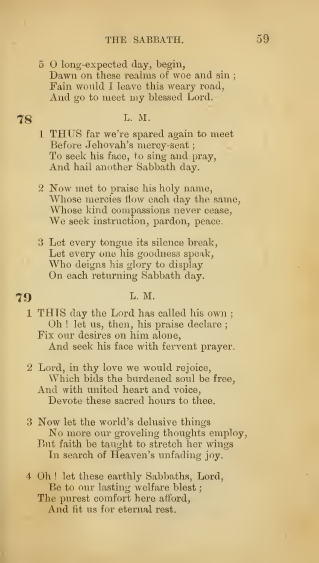 THE SABBATH. 59
5 O long-expected day, begin,
Dawn on these realms of woe and sin ;
Fain would I leave this weary road,
And go to meet my blessed Lord.
78 L. M.
1 THUS far we're spared again to meet
Before Jehovah's mercy-seat ;
To seek his face, to sing and pray,
And hail another Sabbath day.
2 Now met to praise his holy name,
Whose mercies flow each day the same,
Whose kind compassions never cease,
We seek instruction, pardon, peace.
3 Let every tongue its silence break,
Let every one his goodness speak,
Who deigns his glory to display
On each returning Sabbath day.
79 L. M.
1 THIS day the Lord has called his own ;
Oh ! let us, then, his praise declare ;
Fix our desires on him alone,
And seek his face with fervent prayer.
2 Lord, in thy love we would rejoice,
Which bids the burdened soul be free,
And with united heart and voice,
Devote these sacred hours to thee.
3 Now let the world's delusive things
No more our groveling thoughts employ,
But faith be taught to stretch her wings
In search of Heaven's unfading joy.
4 Oh ! let these earthly Sabbaths, Lord,
Be to our lasting welfare blest ;
The purest comfort here afford,
And fit us for eternal rest.